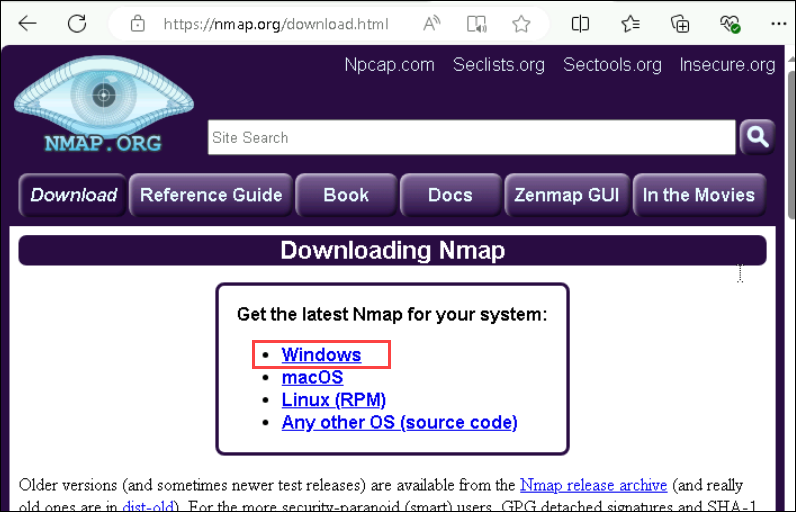 https://nmap.org/download.html
Npcap.com Seclists.org Sectools.org Insecure.org
NMAP.ORG
Site Search
Download Reference Guide Book Docs Zenmap GUI In the Movies
Downloading Nmap
Get the latest Nmap for your system:
• Windows
• macOS
• Linux (RPM)
• Any other OS (source code)
Older versions (and sometimes newer test releases) are available from the Nmap release archive (and really
old ones are in dist-old). For the more security-paranoid (smart) users, GPG detached signatures and SHA-1